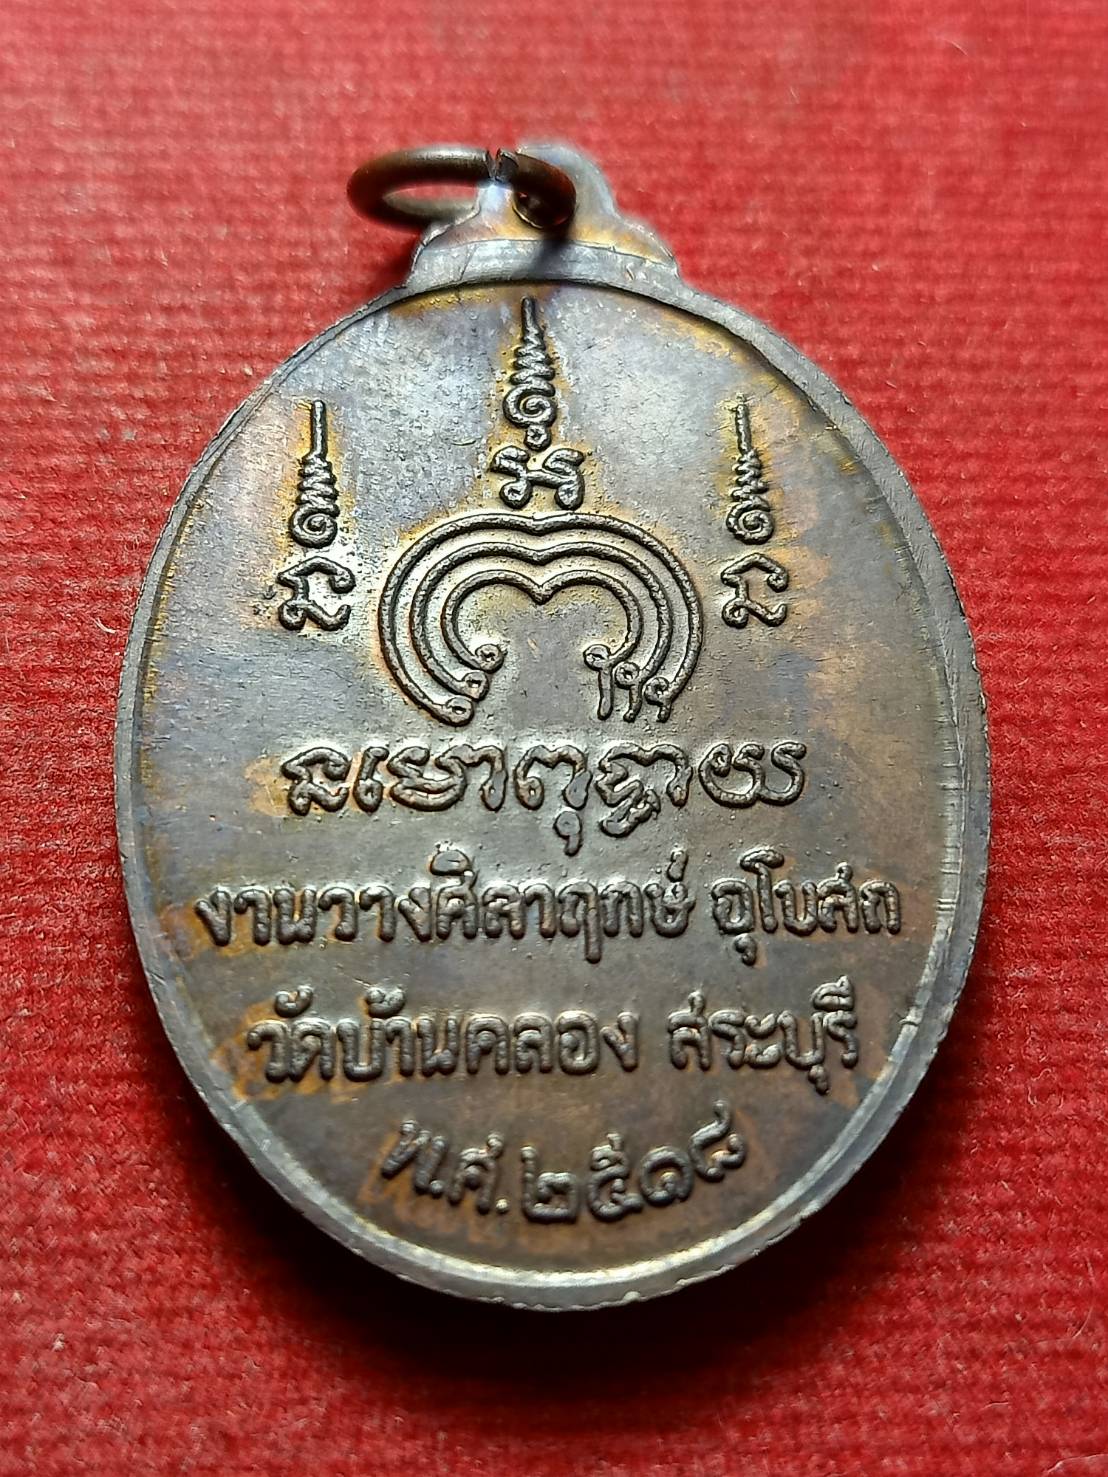 นะโมพุทธายะ
งานวางศิลาฤกษ์ อุโบสถ
วัดบ้านคลอง สระบุรี
พ.ศ. ๒๕๑๘